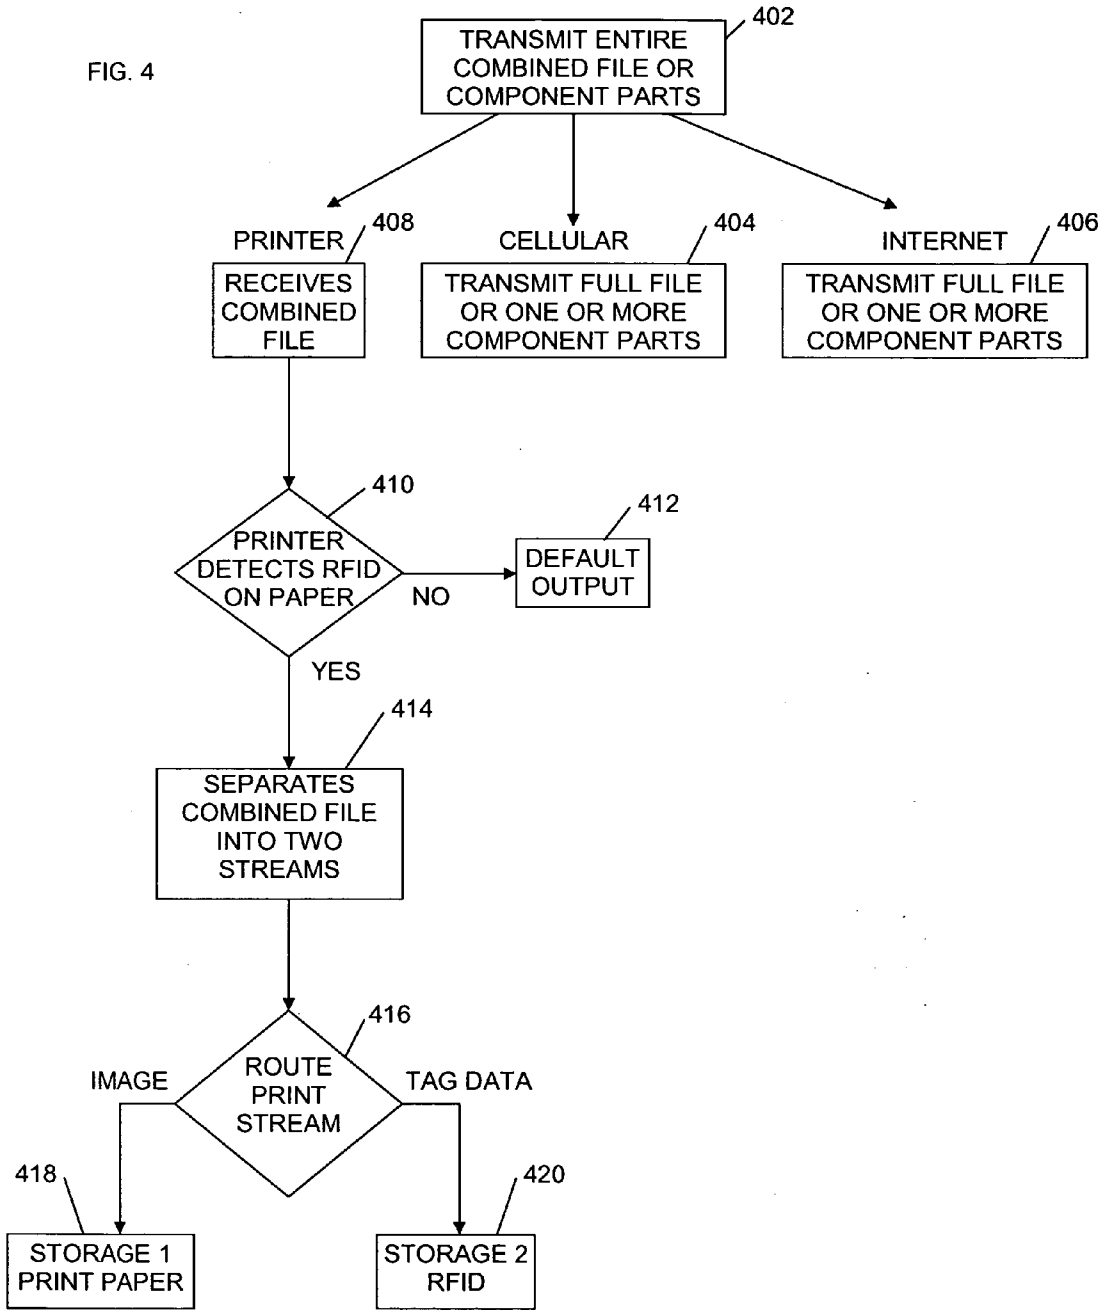 402
TRANSMIT ENTIRE
COMBINED FILE OR
COMPONENT PARTS
FIG. 4
PRINTER
408
RECEIVES
COMBINED
FILE
CELLULAR
404
TRANSMIT FULL FILE
OR ONE OR MORE
COMPONENT PARTS
INTERNET
406
TRANSMIT FULL FILE
OR ONE OR MORE
COMPONENT PARTS
410
PRINTER
DETECTS RFID
ON PAPER
NO
412
DEFAULT
OUTPUT
YES
414
SEPARATES
COMBINED FILE
INTO TWO
STREAMS
416
ROUTE
PRINT
STREAM
IMAGE
TAG DATA
418
STORAGE 1
PRINT PAPER
420
STORAGE 2
RFID